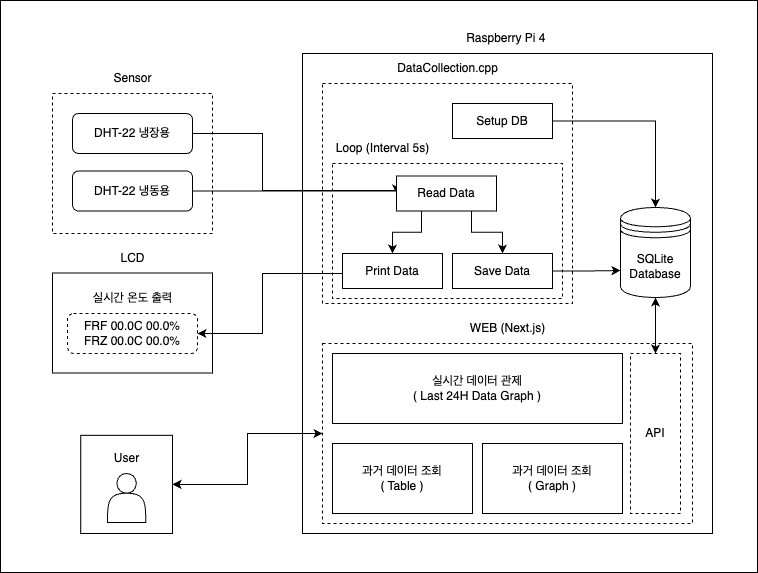 Raspberry Pi 4
DataCollection.cpp
Sensor
DHT-22 냉장용
DHT-22 냉동용
Setup DB
Loop (Interval 5s)
Read Data
Print Data
Save Data
SQLite
Database
LCD
실시간 온도 출력
FRF 00.0C 00.0%
FRZ 00.0C 00.0%
WEB (Next.js)
실시간 데이터 관제
( Last 24H Data Graph )
API
과거 데이터 조회
( Table )
과거 데이터 조회
( Graph )
User